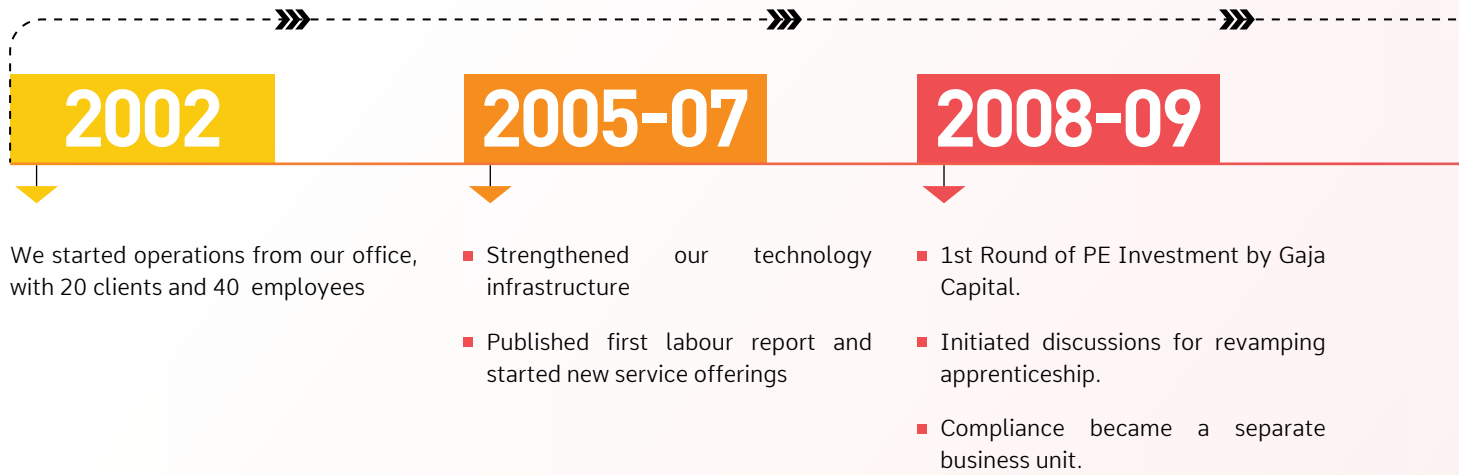 2002
We started operations from our office,
with 20 clients and 40 employees
2005-07
Strengthened our technology
infrastructure
Published first labour report and
started new service offerings
2008-09
1st Round of PE Investment by Gaja
Capital.
Initiated discussions for revamping
apprenticeship.
Compliance became a separate
business unit.